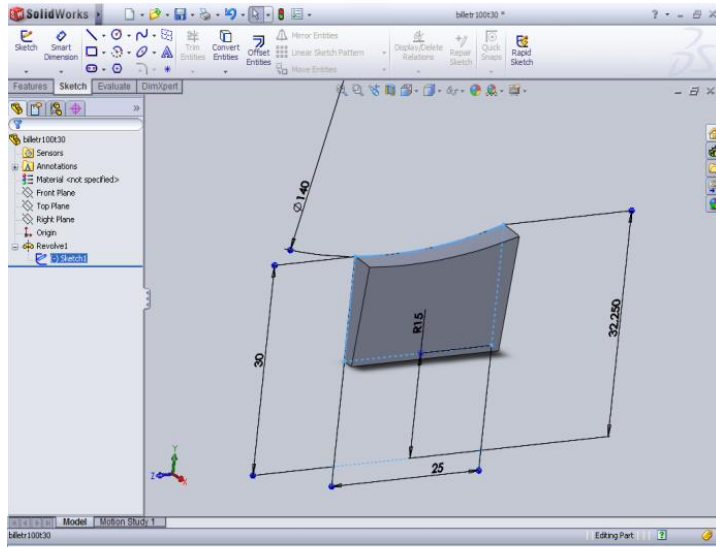 SolidWorks
billetr100t30 *
Sketch
Smart Dimension
Trim Entities
Convert Entities
Offset Entities
Mirror Entities
Linear Sketch Pattern
Move Entities
Display/Delete Relations
Repair Sketch
Quick Snaps
Rapid Sketch
Features Sketch Evaluate DimXpert
billetr100t30
Sensors
Annotations
Material <not specified>
Front Plane
Top Plane
Right Plane
Origin
Revolve1
(-) Sketch1
Ø140
R15
30
32,250
25
Y
Z
X
Model Motion Study 1
billetr100t30
Editing Part